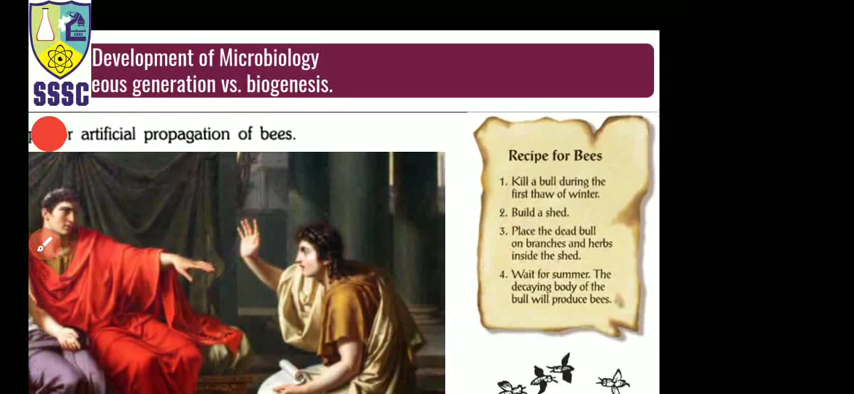 Development of Microbiology
eous generation vs. biogenesis.
SSSC
r artificial propagation of bees.
Recipe for Bees
1. Kill a bull during the
first thaw of winter.
2. Build a shed.
3. Place the dead bull
on branches and herbs
inside the shed.
4. Wait for summer. The
decaying body of the
bull will produce bees.